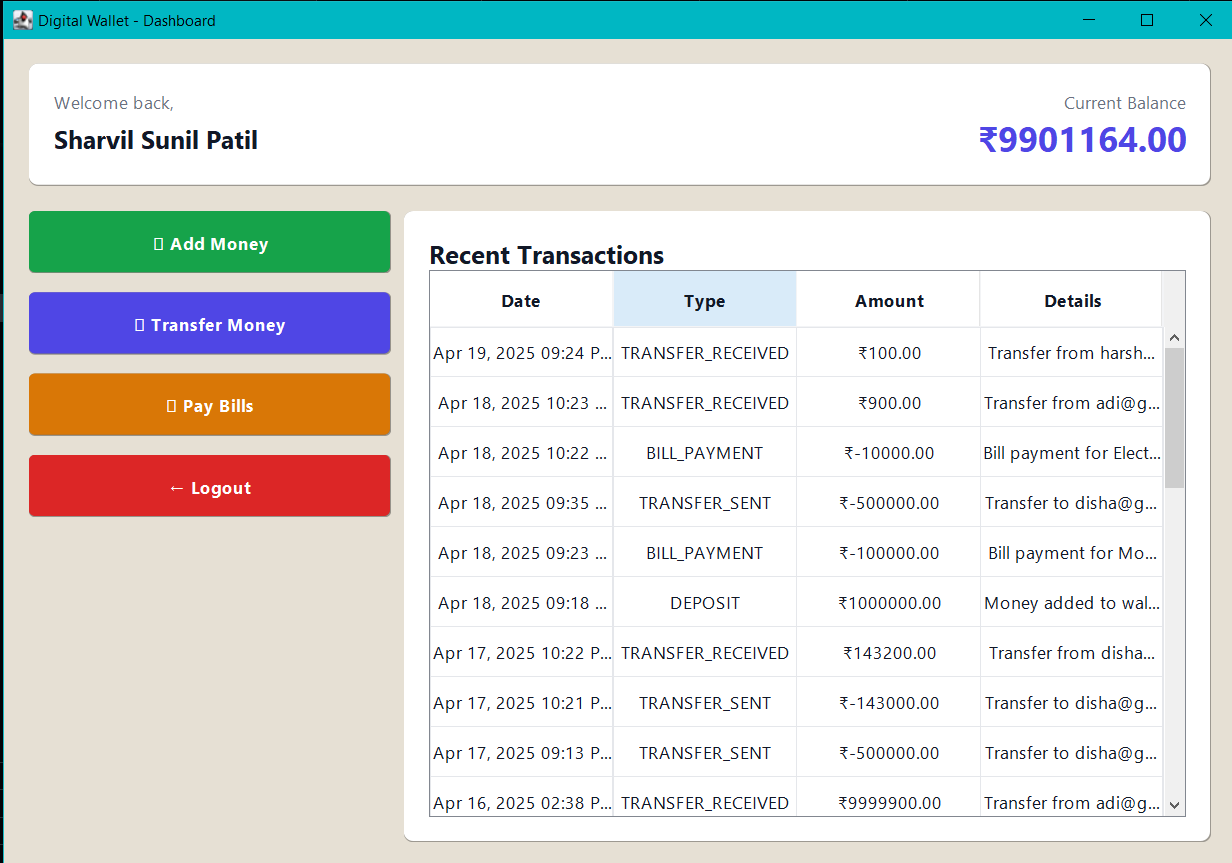 Digital Wallet - Dashboard
Welcome back,
Sharvil Sunil Patil
Current Balance
₹9901164.00
Add Money
Transfer Money
Pay Bills
← Logout
Recent Transactions
Date Type Amount Details
Apr 19, 2025 09:24 P... TRANSFER_RECEIVED ₹100.00 Transfer from harsh...
Apr 18, 2025 10:23 ... TRANSFER_RECEIVED ₹900.00 Transfer from adi@g...
Apr 18, 2025 10:22 ... BILL_PAYMENT ₹-10000.00 Bill payment for Elect...
Apr 18, 2025 09:35 ... TRANSFER_SENT ₹-500000.00 Transfer to disha@g...
Apr 18, 2025 09:23 ... BILL_PAYMENT ₹-100000.00 Bill payment for Mo...
Apr 18, 2025 09:18 ... DEPOSIT ₹1000000.00 Money added to wal...
Apr 17, 2025 10:22 P... TRANSFER_RECEIVED ₹143200.00 Transfer from disha...
Apr 17, 2025 10:21 P... TRANSFER_SENT ₹-143000.00 Transfer to disha@g...
Apr 17, 2025 09:13 P... TRANSFER_SENT ₹-500000.00 Transfer to disha@g...
Apr 16, 2025 02:38 P... TRANSFER_RECEIVED ₹9999900.00 Transfer from adi@g...